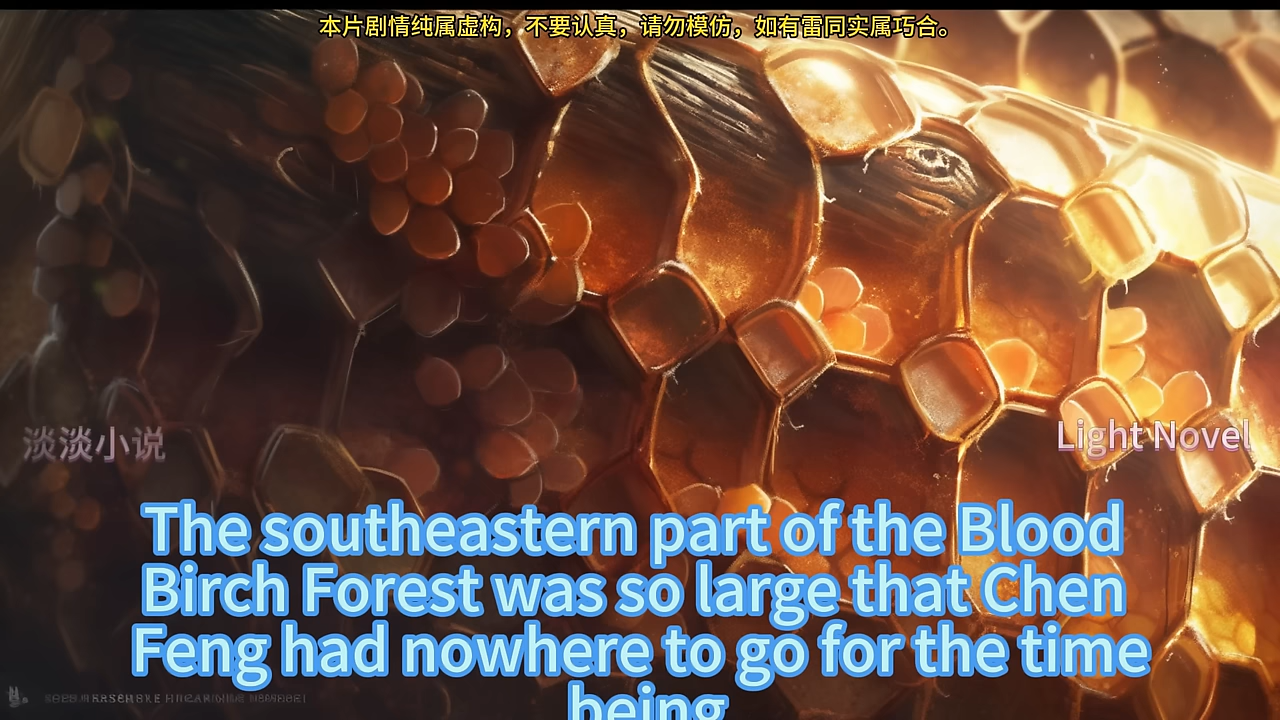 本片剧情纯属虚构，不要认真，请勿模仿，如有雷同实属巧合。
淡淡小说
Light Novel
The southeastern part of the Blood
Birch Forest was so large that Chen
Feng had nowhere to go for the time
being